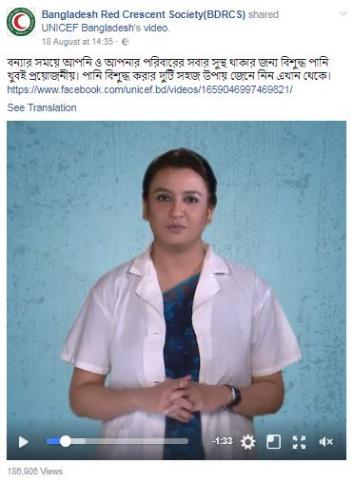 Bangladesh Red Crescent Society(BDRCS) shared
UNICEF Bangladesh's video.
18 August at 14:35 ·
বন্যার সময়ে আপনি ও আপনার পরিবারের সবার সুস্থ থাকার জন্য বিশুদ্ধ পানি
খুবই প্রয়োজনীয়। পানি বিশুদ্ধ করার দুটি সহজ উপায় জেনে নিন এখান থেকে।
https://www.facebook.com/unicef.bd/videos/1659046997469821/
See Translation
-1:33
186,906 Views